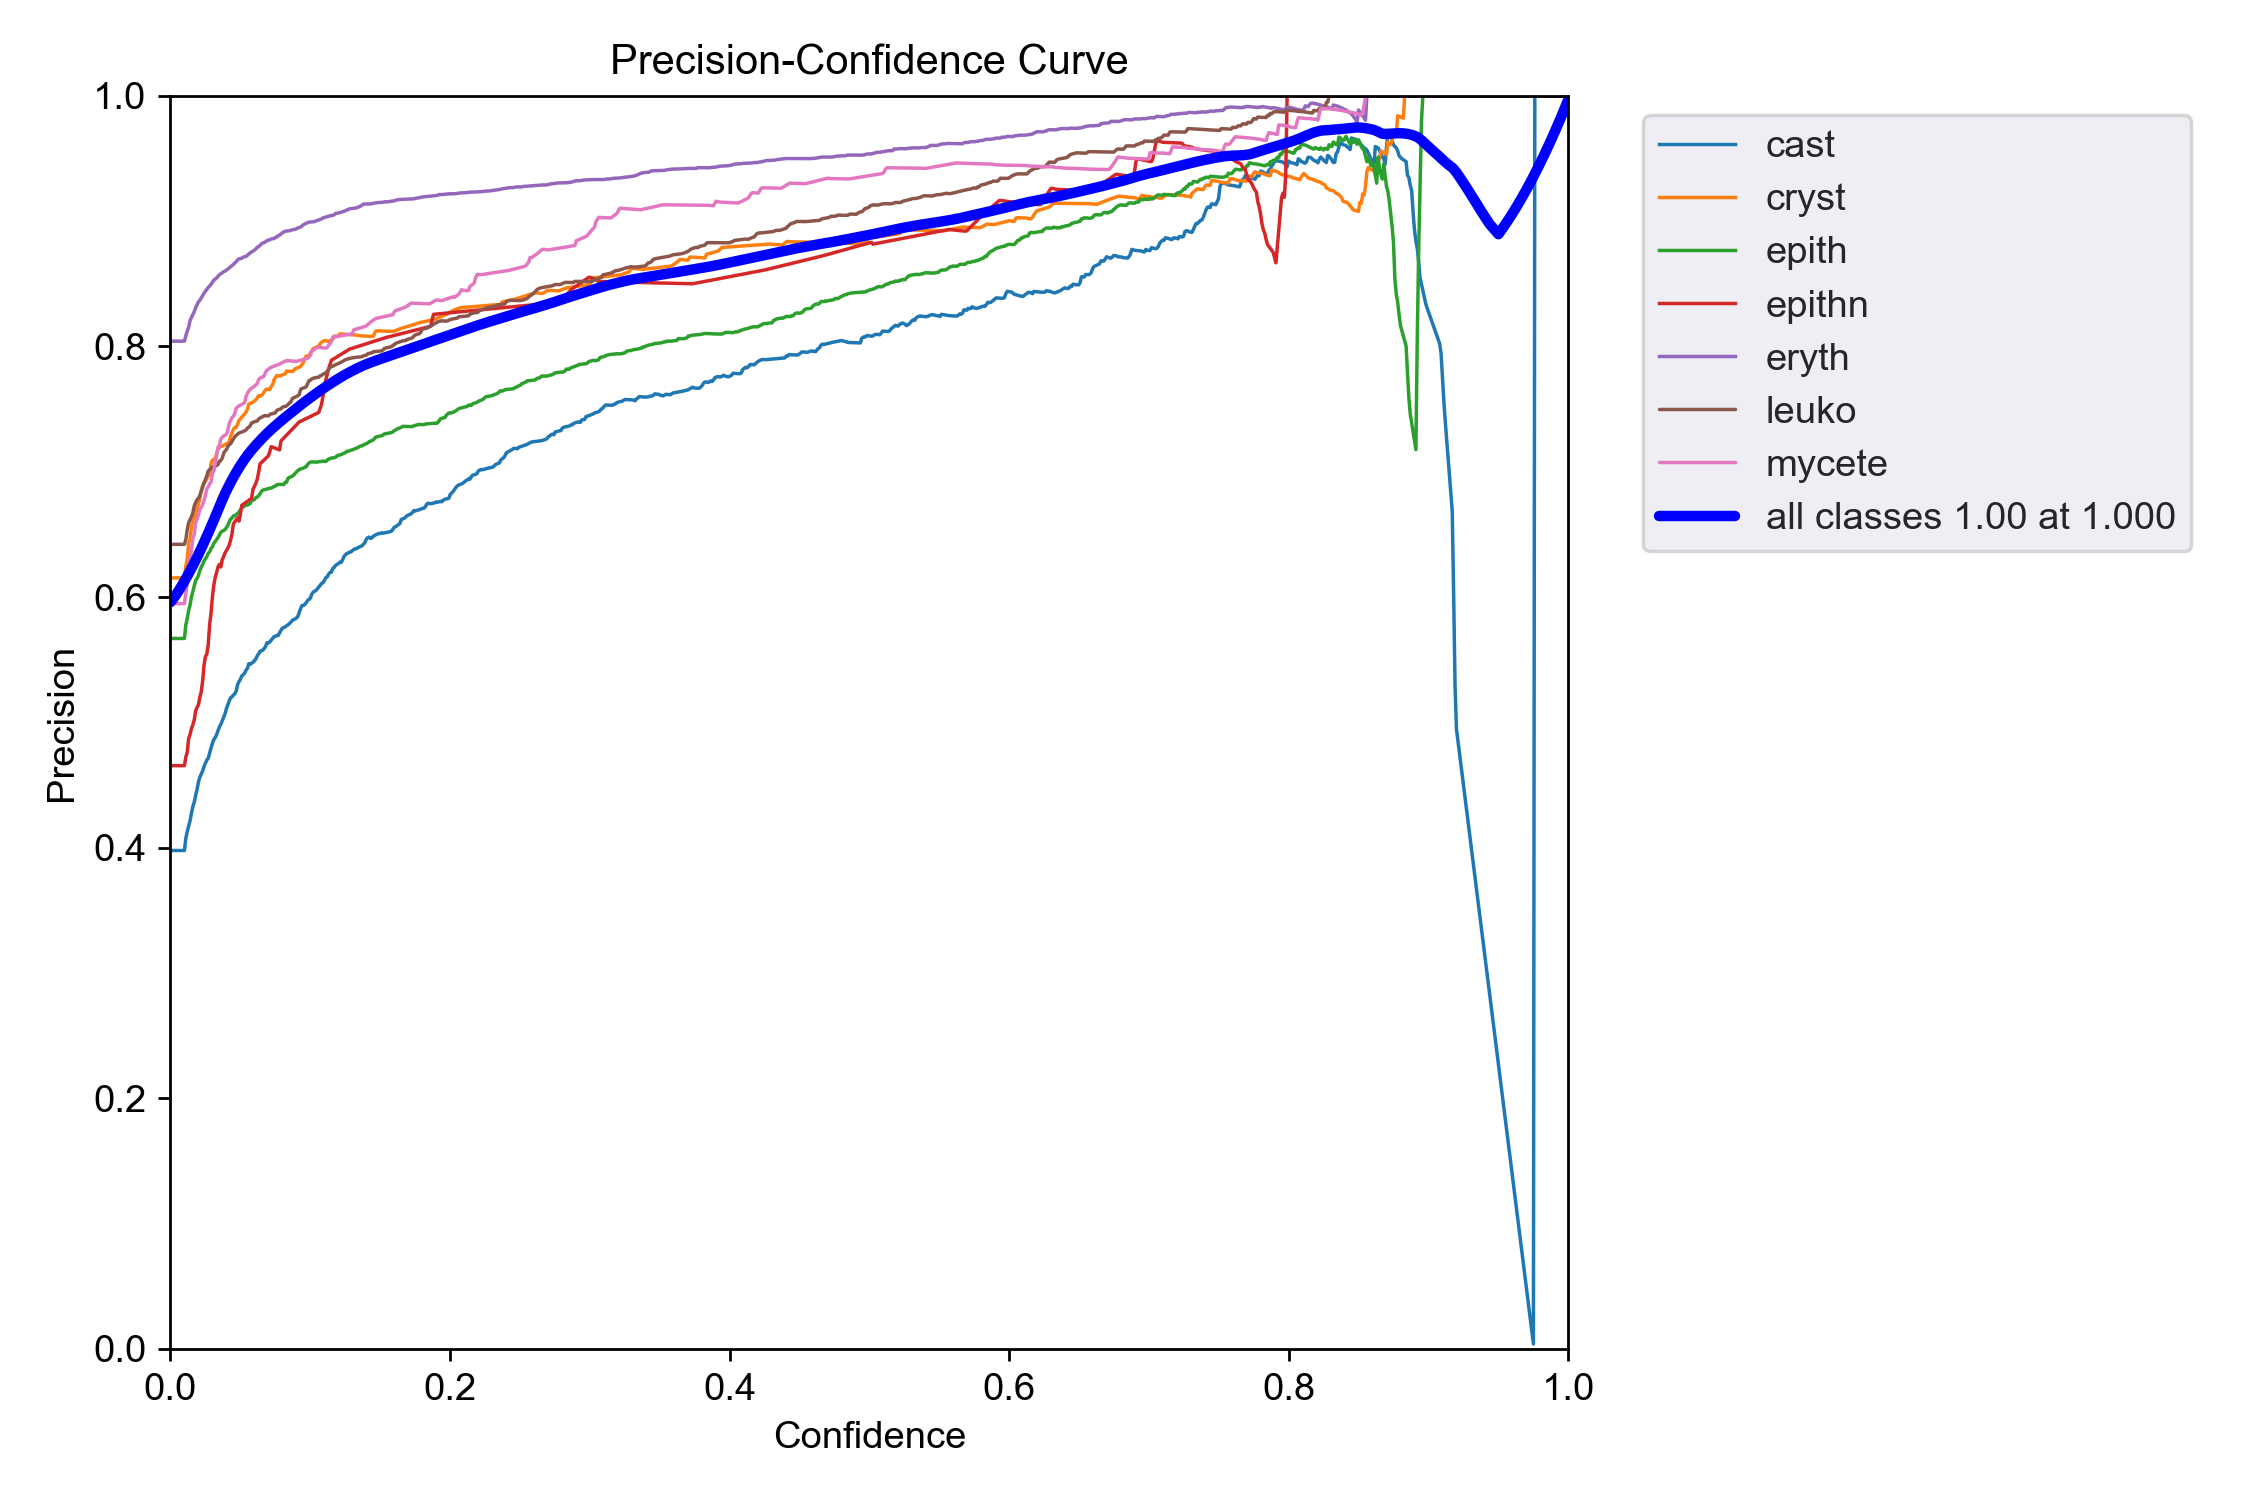 Precision-Confidence Curve
1.0
0.8
0.6
0.4
0.2
0.0
Precision
0.0 0.2 0.4 0.6 0.8 1.0
Confidence
cast
cryst
epith
epithn
eryth
leuko
mycete
all classes 1.00 at 1.000